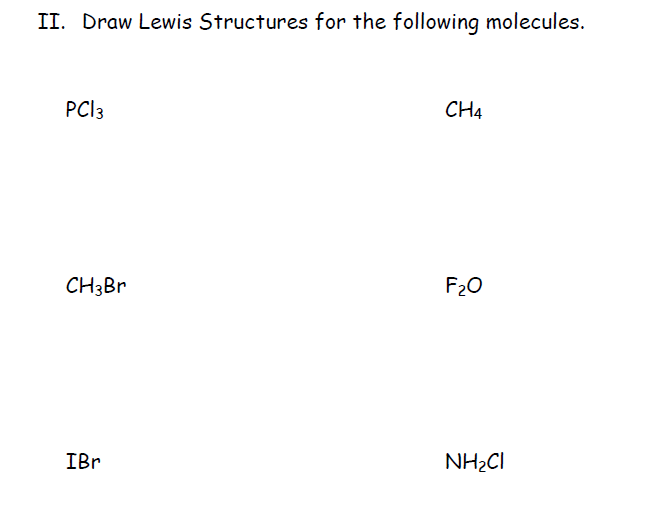 II. Draw Lewis Structures for the following molecules.
PCl₃ CH₄
CH₃Br F₂O
IBr NH₂Cl